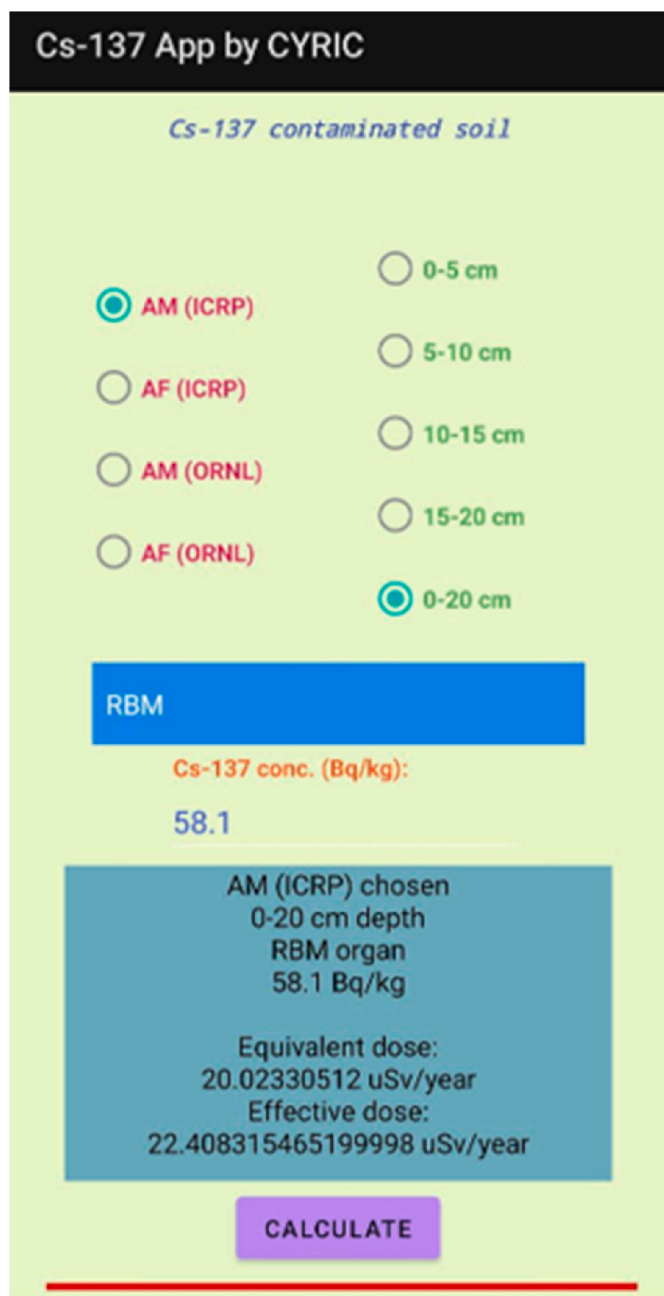 Cs-137 App by CYRIC
Cs-137 contaminated soil
AM (ICRP)
AF (ICRP)
AM (ORNL)
AF (ORNL)
0-5 cm
5-10 cm
10-15 cm
15-20 cm
0-20 cm
RBM
Cs-137 conc. (Bq/kg):
58.1
AM (ICRP) chosen
0-20 cm depth
RBM organ
58.1 Bq/kg
Equivalent dose:
20.02330512 uSv/year
Effective dose:
22.408315465199998 uSv/year
CALCULATE